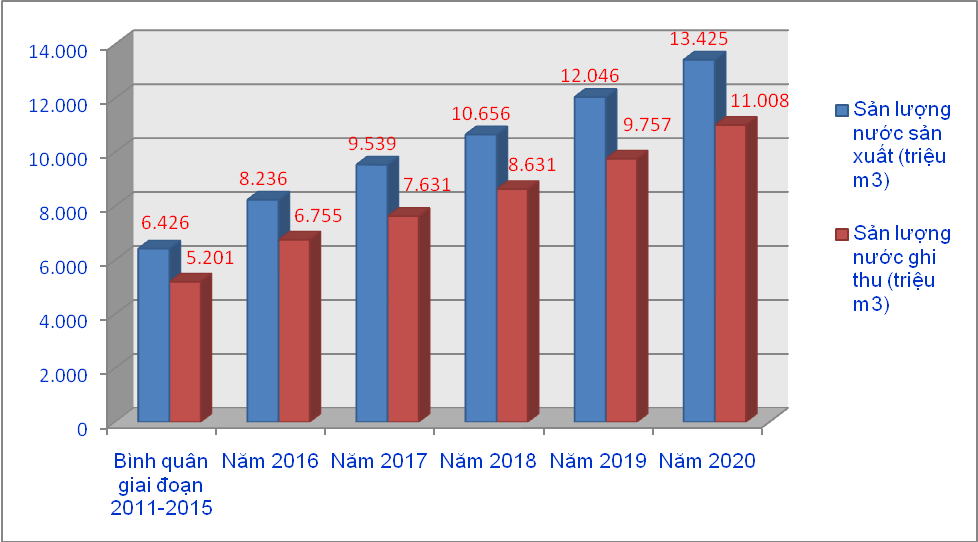 14.000
12.000
10.000
8.000
6.000
4.000
2.000
0
6.426
5.201
8.236
6.755
9.539
7.631
10.656
8.631
12.046
9.757
13.425
11.008
Bình quân
giai đoạn
2011-2015
Năm 2016
Năm 2017
Năm 2018
Năm 2019
Năm 2020
Sản lượng
nước sản
xuất (triệu
m3)
Sản lượng
nước ghi
thu (triệu
m3)